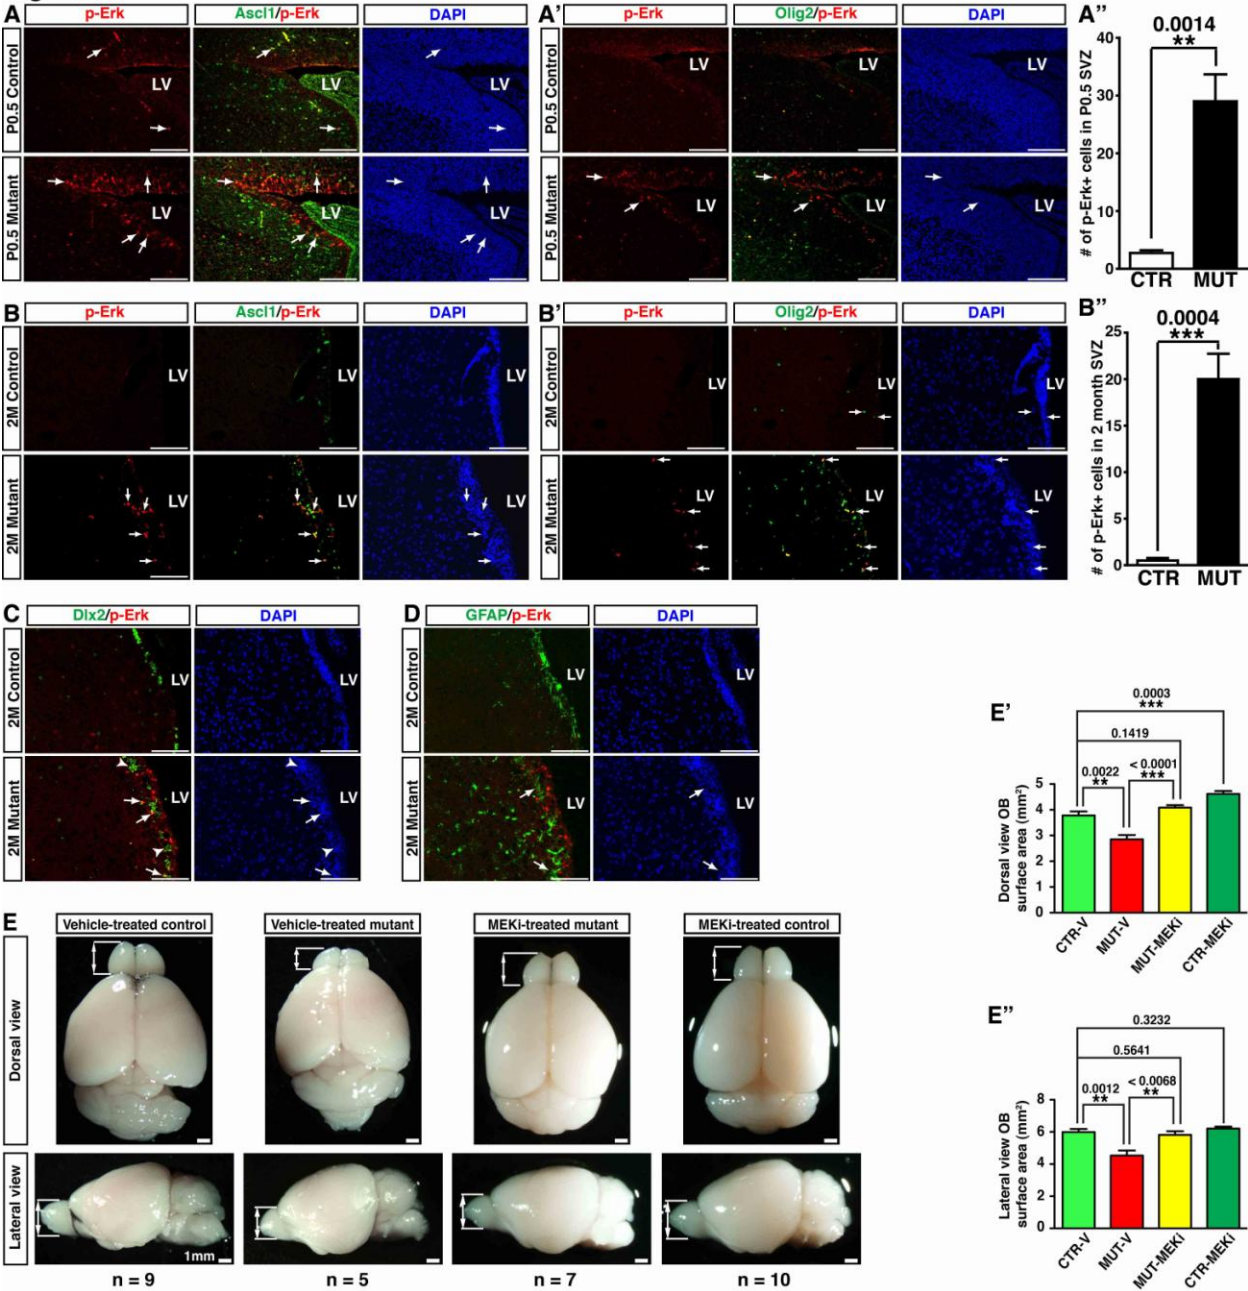 A
p-Erk
Ascl1/p-Erk
DAPI
P0.5 Control
LV
LV
LV
P0.5 Mutant
LV
LV
LV
A'
p-Erk
Olig2/p-Erk
DAPI
P0.5 Control
LV
LV
LV
P0.5 Mutant
LV
LV
LV
A"
0.0014
**
# of p-Erk+ cells in P0.5 SVZ
40
30
20
10
0
CTR
MUT
B
p-Erk
Ascl1/p-Erk
DAPI
2M Control
LV
LV
LV
2M Mutant
LV
LV
LV
B'
p-Erk
Olig2/p-Erk
DAPI
2M Control
LV
LV
LV
2M Mutant
LV
LV
LV
B"
0.0004
***
# of p-Erk+ cells in 2 month SVZ
25
20
15
10
5
0
CTR
MUT
C
Dlx2/p-Erk
DAPI
2M Control
LV
LV
2M Mutant
LV
LV
D
GFAP/p-Erk
DAPI
2M Control
LV
LV
2M Mutant
LV
LV
E
Vehicle-treated control
Vehicle-treated mutant
MEKi-treated mutant
MEKi-treated control
Dorsal view
Lateral view
1mm
n = 9
n = 5
n = 7
n = 10
E'
0.0003
***
0.1419
0.0022
**
< 0.0001
***
Dorsal view OB
surface area (mm²)
5
4
3
2
1
0
CTR-V
MUT-V
MUT-MEKi
CTR-MEKi
E"
0.3232
0.5641
0.0012
**
< 0.0068
**
Lateral view OB
surface area (mm²)
8
6
4
2
0
CTR-V
MUT-V
MUT-MEKi
CTR-MEKi